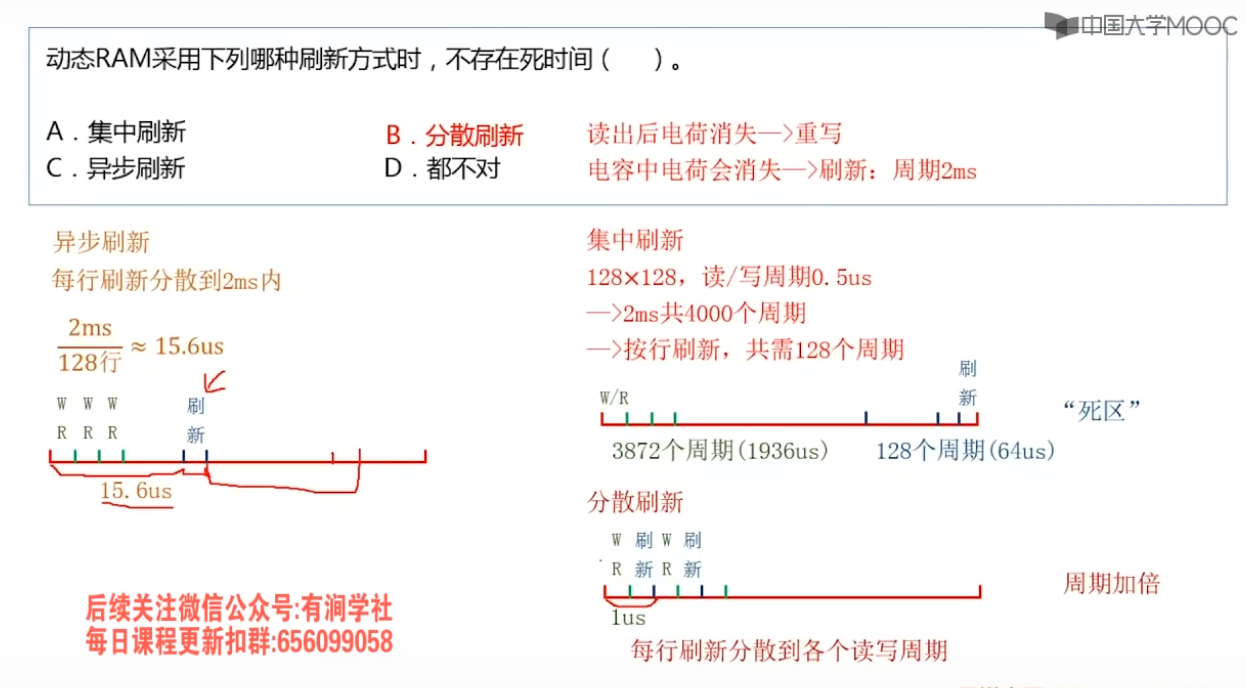 中国大学MOOC
动态RAM采用下列哪种刷新方式时，不存在死时间（　　）。
A．集中刷新
B．分散刷新
C．异步刷新
D．都不对
读出后电荷消失—>重写
电容中电荷会消失—>刷新：周期2ms
异步刷新
每行刷新分散到2ms内
2ms
128行
≈ 15.6us
W W W 刷
R R R 新
15.6us
集中刷新
128×128，读/写周期0.5us
—>2ms共4000个周期
—>按行刷新，共需128个周期
刷
W/R 新
“死区”
3872个周期(1936us) 128个周期(64us)
分散刷新
W 刷 W 刷
R 新 R 新
周期加倍
1us
每行刷新分散到各个读写周期
后续关注微信公众号:有涧学社
每日课程更新扣群:656099058